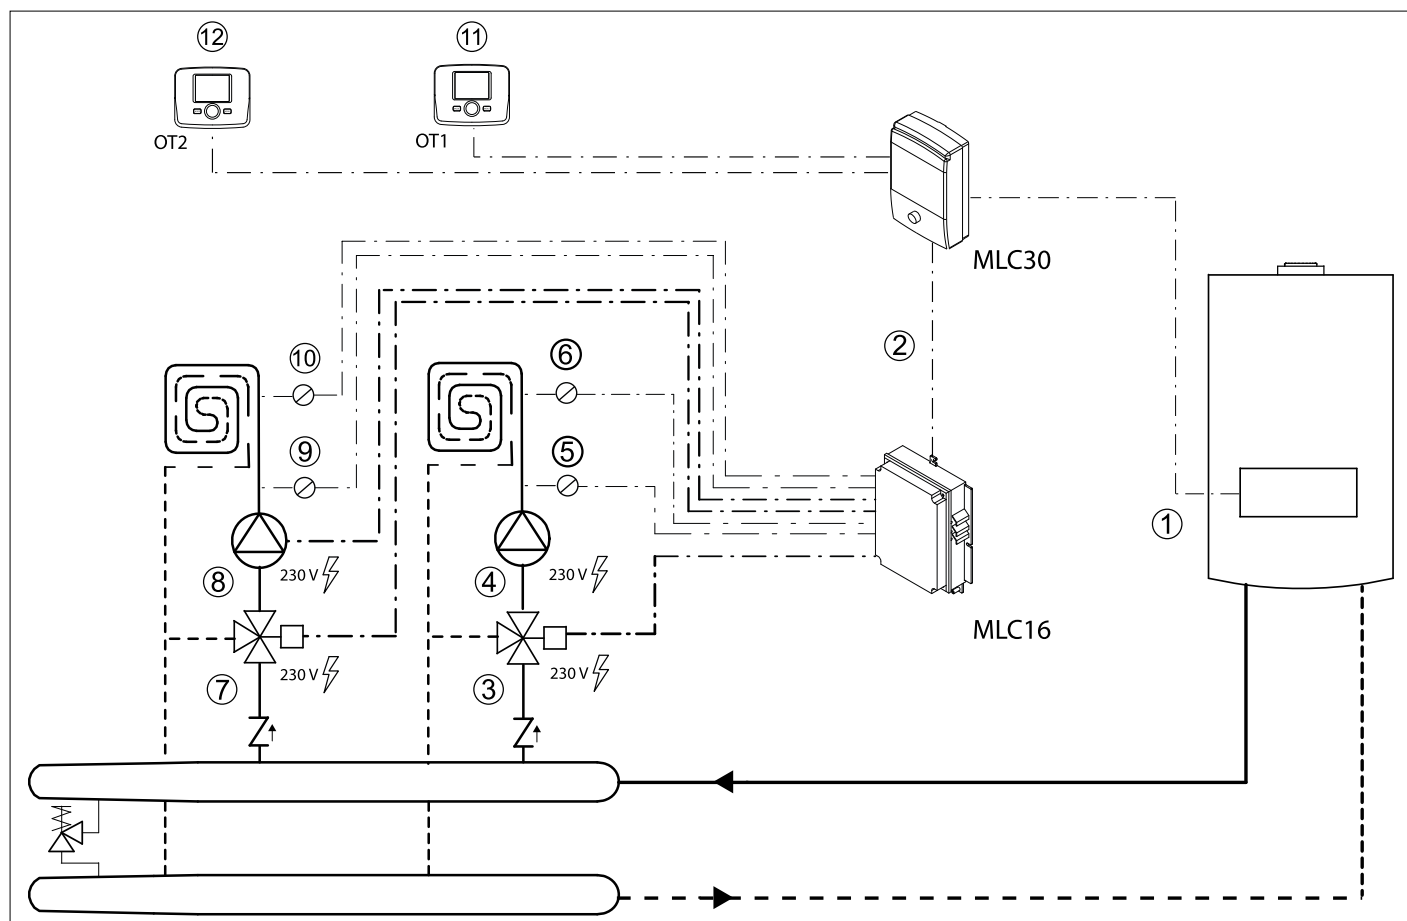 ⑫ ⑪
OT2 OT1
MLC30
②
⑩ ⑥
⑨ ⑤
①
⑧ 230 V ④ 230 V
MLC16
⑦ 230 V ③ 230 V